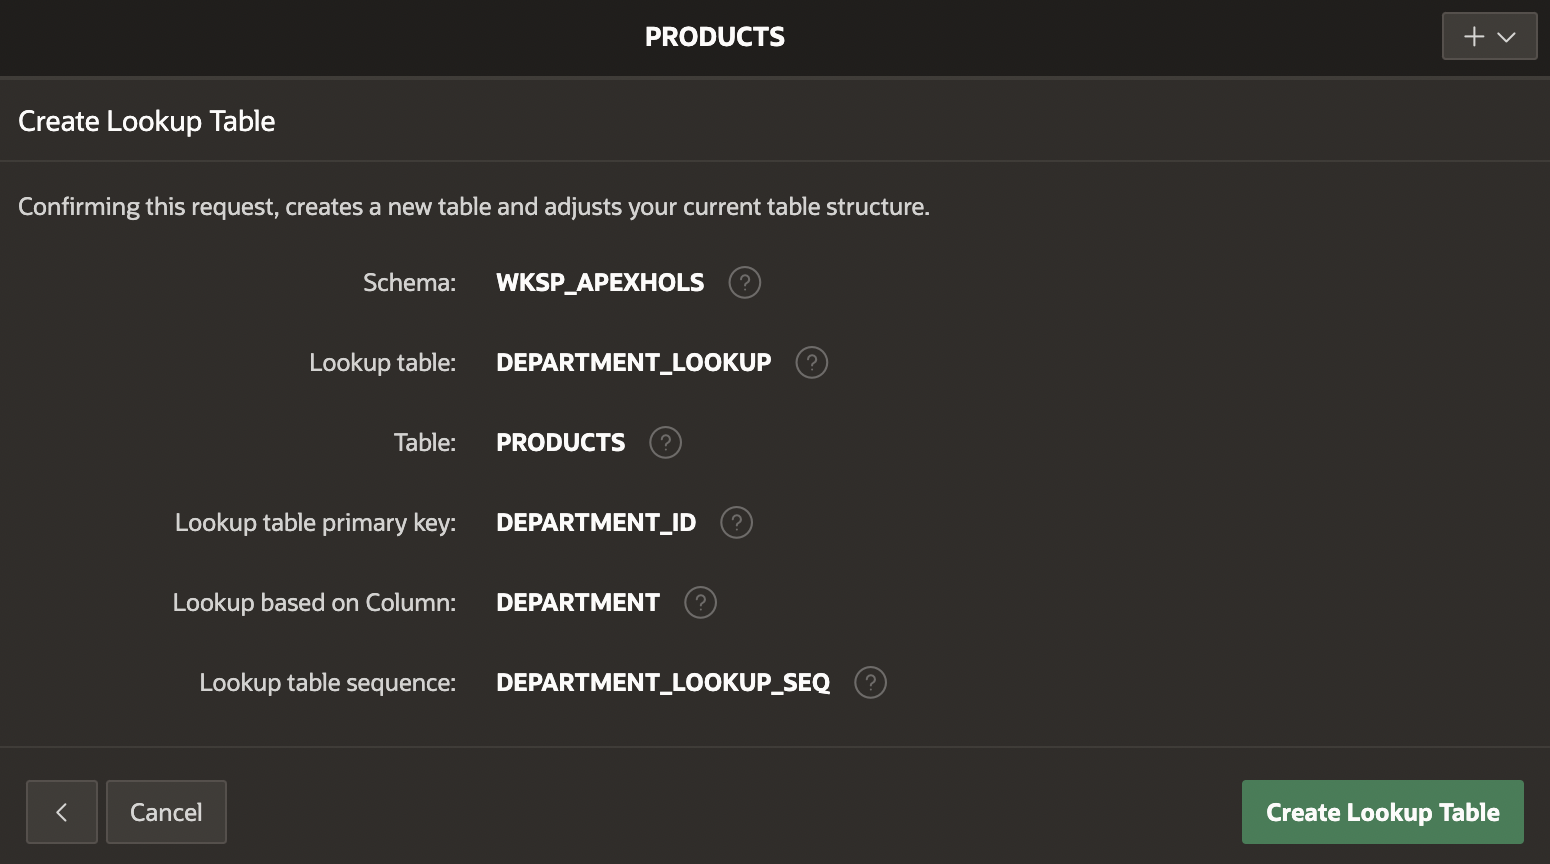 PRODUCTS
Create Lookup Table
Confirming this request, creates a new table and adjusts your current table structure.
Schema: WKSP_APEXHOLS ?
Lookup table: DEPARTMENT_LOOKUP ?
Table: PRODUCTS ?
Lookup table primary key: DEPARTMENT_ID ?
Lookup based on Column: DEPARTMENT ?
Lookup table sequence: DEPARTMENT_LOOKUP_SEQ ?
Cancel Create Lookup Table